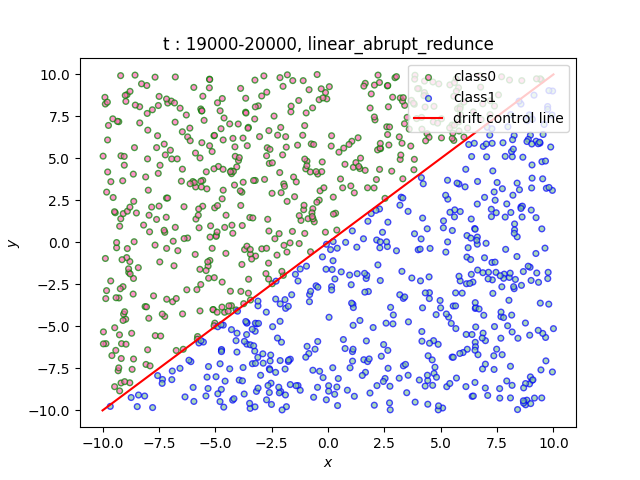 t : 19000-20000, linear_abrupt_redunce
class0
class1
drift control line
10.0
7.5
5.0
2.5
0.0
−2.5
−5.0
−7.5
−10.0
y
−10.0 −7.5 −5.0 −2.5 0.0 2.5 5.0 7.5 10.0
x